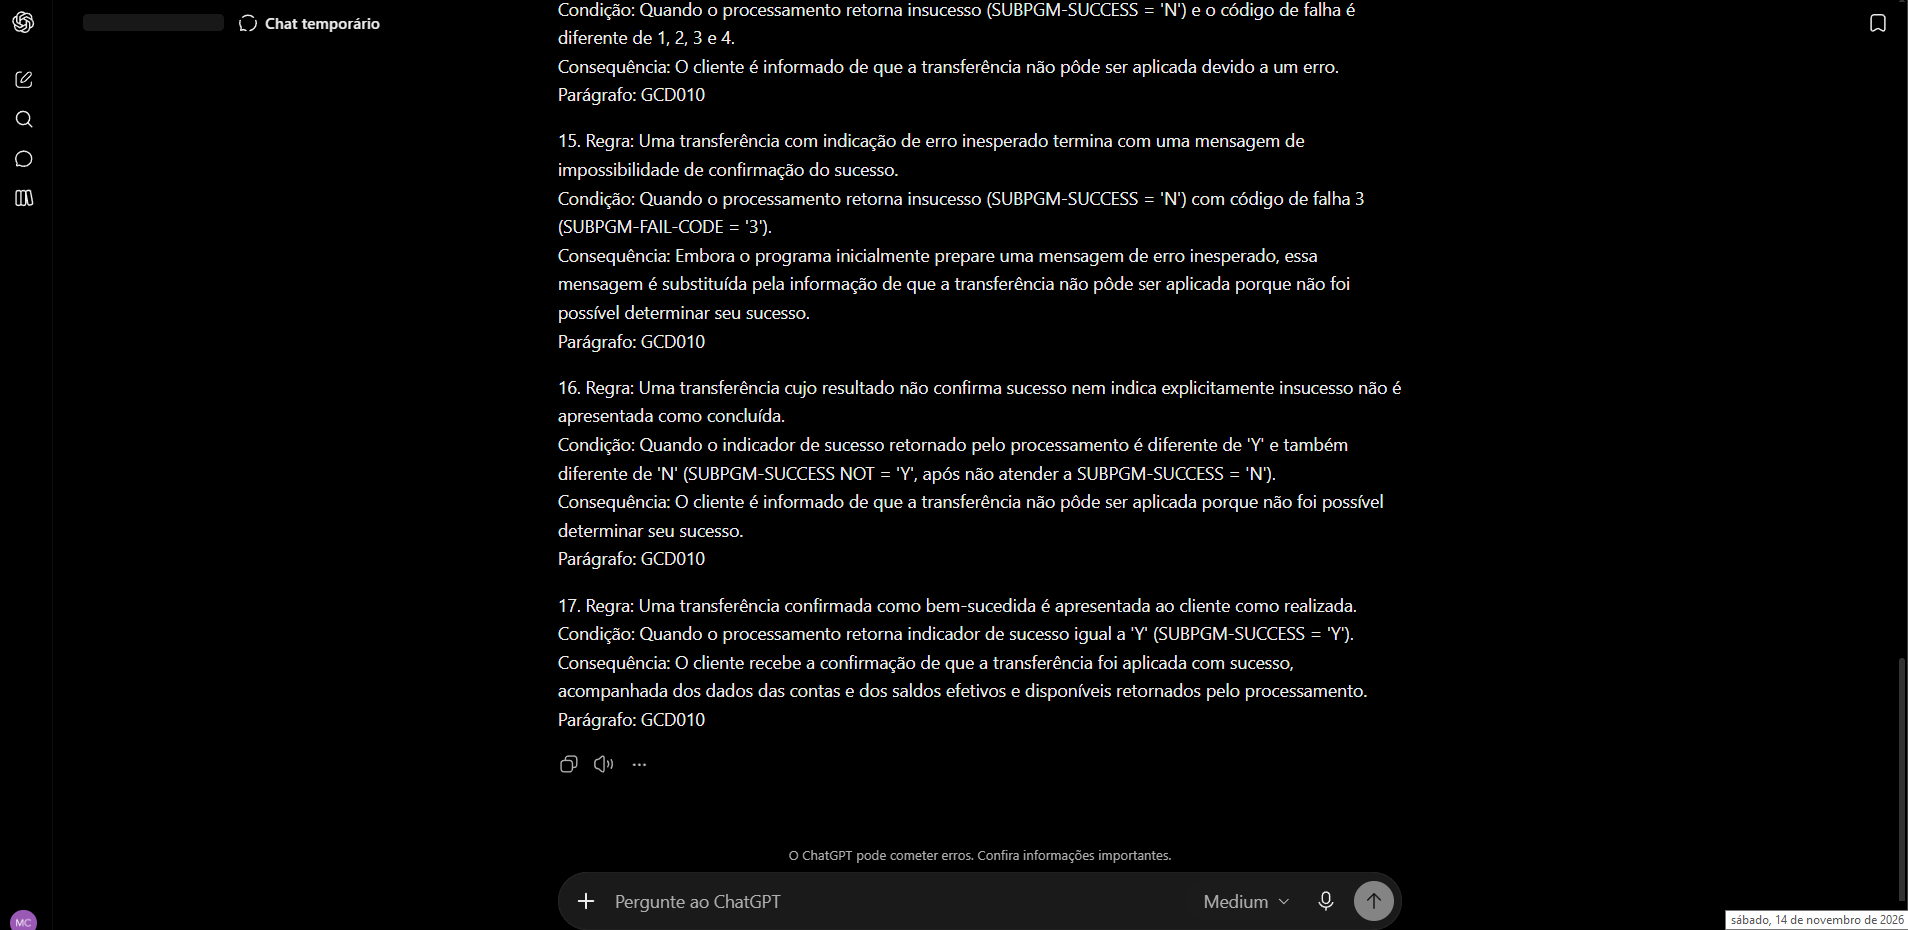 Chat temporário
Condição: Quando o processamento retorna insucesso (SUBPGM-SUCCESS = 'N') e o código de falha é
diferente de 1, 2, 3 e 4.
Consequência: O cliente é informado de que a transferência não pôde ser aplicada devido a um erro.
Parágrafo: GCD010
15. Regra: Uma transferência com indicação de erro inesperado termina com uma mensagem de
impossibilidade de confirmação do sucesso.
Condição: Quando o processamento retorna insucesso (SUBPGM-SUCCESS = 'N') com código de falha 3
(SUBPGM-FAIL-CODE = '3').
Consequência: Embora o programa inicialmente prepare uma mensagem de erro inesperado, essa
mensagem é substituída pela informação de que a transferência não pôde ser aplicada porque não foi
possível determinar seu sucesso.
Parágrafo: GCD010
16. Regra: Uma transferência cujo resultado não confirma sucesso nem indica explicitamente insucesso não é
apresentada como concluída.
Condição: Quando o indicador de sucesso retornado pelo processamento é diferente de 'Y' e também
diferente de 'N' (SUBPGM-SUCCESS NOT = 'Y', após não atender a SUBPGM-SUCCESS = 'N').
Consequência: O cliente é informado de que a transferência não pôde ser aplicada porque não foi possível
determinar seu sucesso.
Parágrafo: GCD010
17. Regra: Uma transferência confirmada como bem-sucedida é apresentada ao cliente como realizada.
Condição: Quando o processamento retorna indicador de sucesso igual a 'Y' (SUBPGM-SUCCESS = 'Y').
Consequência: O cliente recebe a confirmação de que a transferência foi aplicada com sucesso,
acompanhada dos dados das contas e dos saldos efetivos e disponíveis retornados pelo processamento.
Parágrafo: GCD010
O ChatGPT pode cometer erros. Confira informações importantes.
Pergunte ao ChatGPT
Medium
MC
sábado, 14 de novembro de 2026